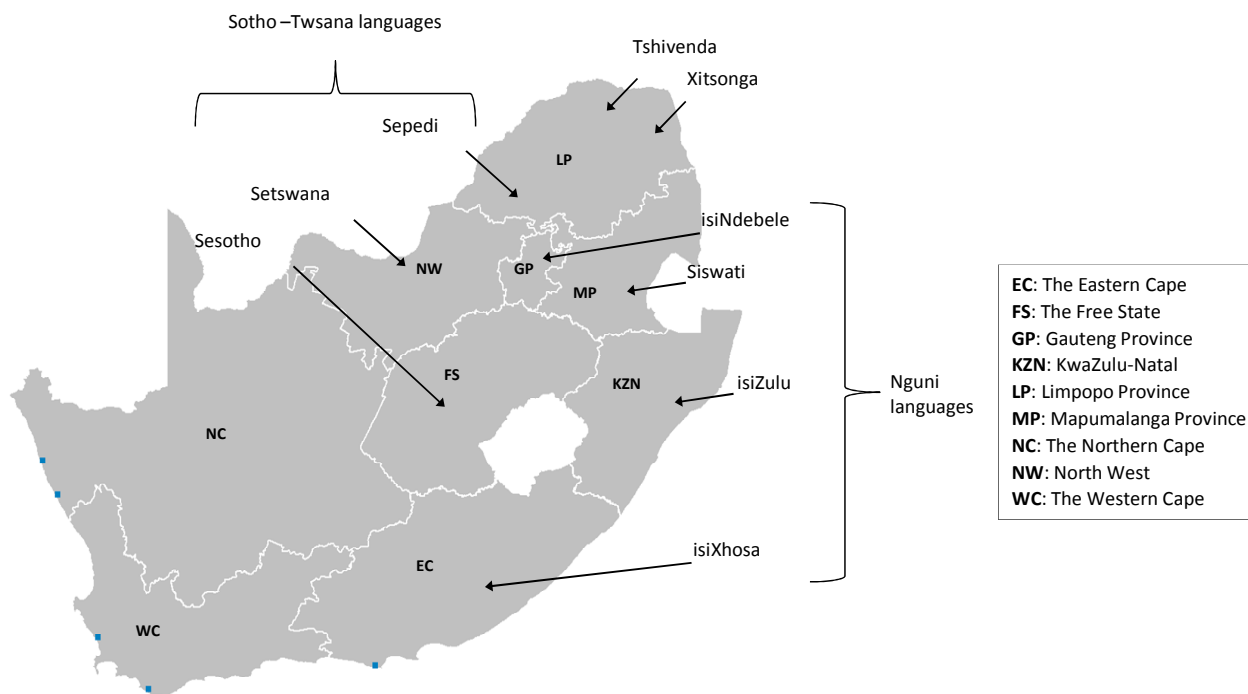 Sotho –Twsana languages
Tshivenda
Xitsonga
Sepedi
LP
Setswana
isiNdebele
Sesotho
NW
GP
Siswati
MP
FS
KZN
isiZulu
Nguni
languages
NC
isiXhosa
EC
WC
EC: The Eastern Cape
FS: The Free State
GP: Gauteng Province
KZN: KwaZulu-Natal
LP: Limpopo Province
MP: Mapumalanga Province
NC: The Northern Cape
NW: North West
WC: The Western Cape